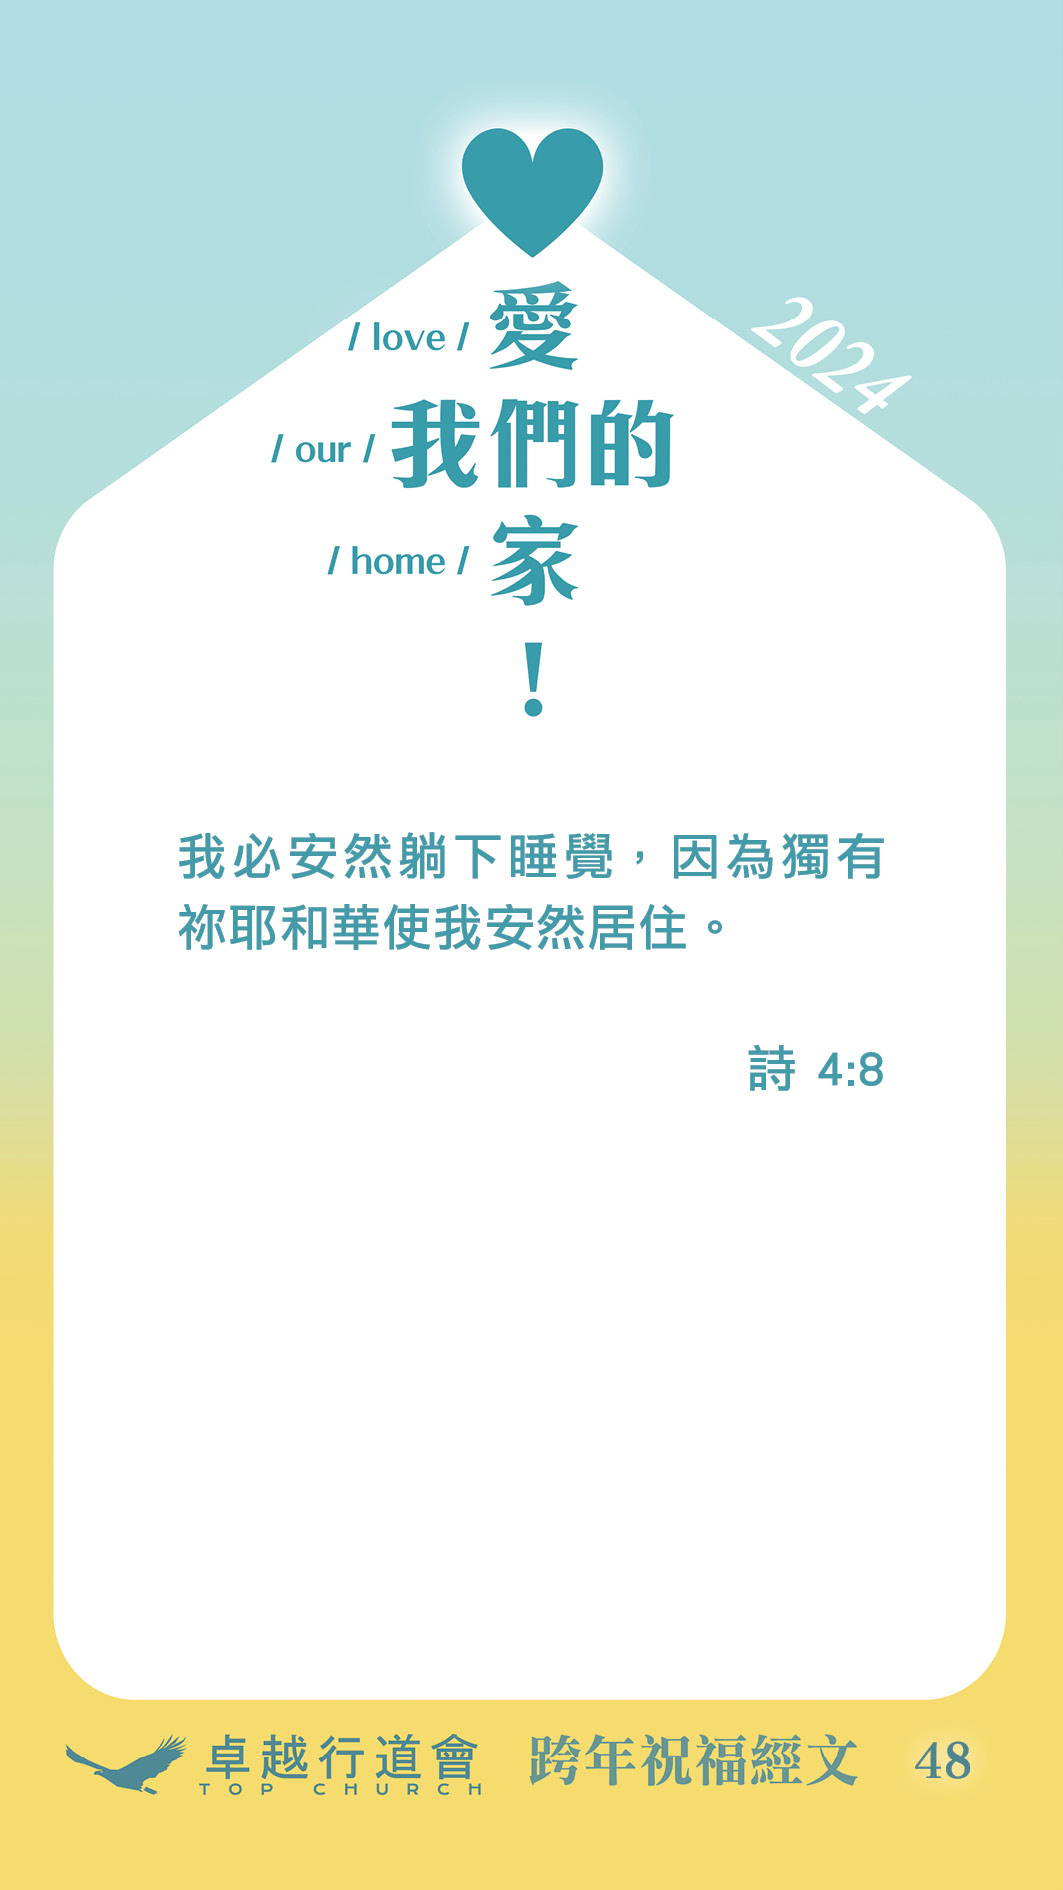 2024
/ love / 愛
/ our / 我們的
/ home / 家
!
我必安然躺下睡覺，因為獨有
祢耶和華使我安然居住。
詩 4:8
卓越行道會 跨年祝福經文 48
TOP CHURCH